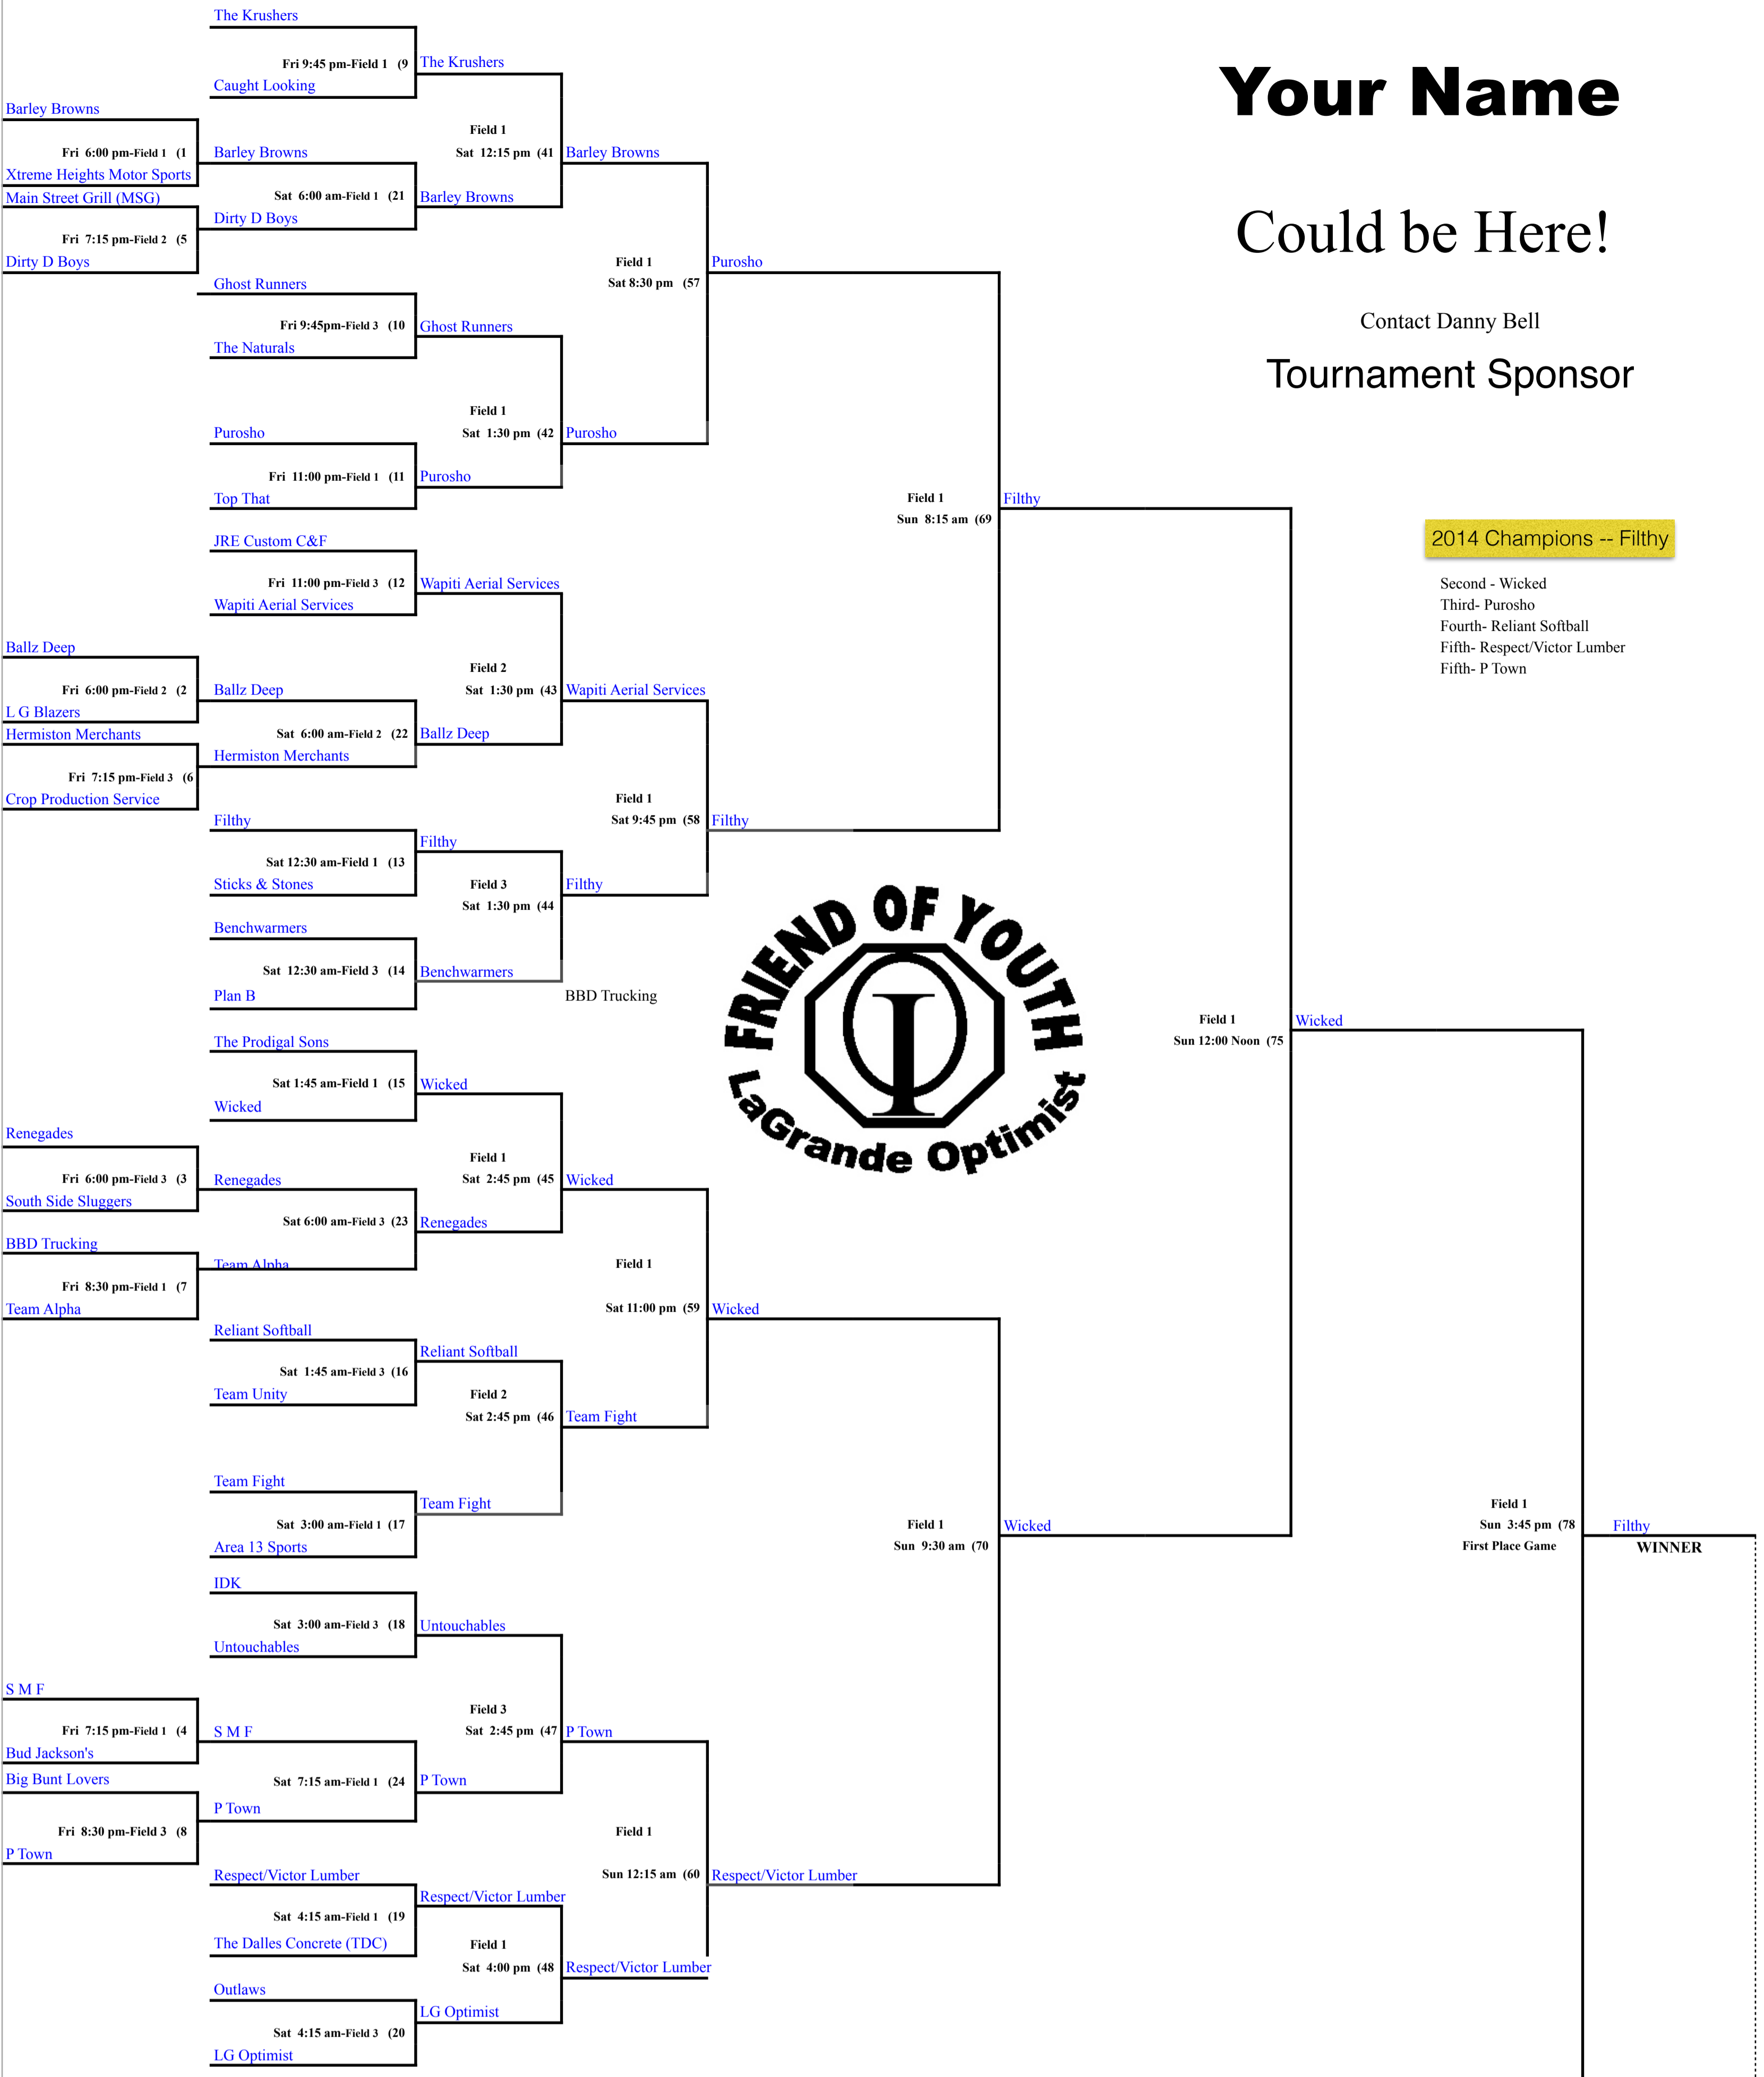 The Krushers
Fri 9:45 pm-Field 1 (9
The Krushers
Caught Looking
Your Name
Barley Browns
Field 1
Fri 6:00 pm-Field 1 (1
Barley Browns
Sat 12:15 pm (41
Barley Browns
Xtreme Heights Motor Sports
Main Street Grill (MSG)
Sat 6:00 am-Field 1 (21
Barley Browns
Dirty D Boys
Could be Here!
Fri 7:15 pm-Field 2 (5
Dirty D Boys
Field 1
Purosho
Ghost Runners
Sat 8:30 pm (57
Fri 9:45pm-Field 3 (10
Ghost Runners
Contact Danny Bell
The Naturals
Tournament Sponsor
Field 1
Purosho
Sat 1:30 pm (42
Purosho
Fri 11:00 pm-Field 1 (11
Purosho
Top That
Field 1
Filthy
Sun 8:15 am (69
JRE Custom C&F
2014 Champions -- Filthy
Fri 11:00 pm-Field 3 (12
Wapiti Aerial Services
Second - Wicked
Wapiti Aerial Services
Third- Purosho
Fourth- Reliant Softball
Ballz Deep
Fifth- Respect/Victor Lumber
Field 2
Fifth- P Town
Fri 6:00 pm-Field 2 (2
Ballz Deep
Sat 1:30 pm (43
Wapiti Aerial Services
L G Blazers
Hermiston Merchants
Sat 6:00 am-Field 2 (22
Ballz Deep
Hermiston Merchants
Fri 7:15 pm-Field 3 (6
Crop Production Service
Field 1
Filthy
Sat 9:45 pm (58
Filthy
Filthy
Sat 12:30 am-Field 1 (13
Sticks & Stones
Field 3
Filthy
Sat 1:30 pm (44
Benchwarmers
Sat 12:30 am-Field 3 (14
Benchwarmers
Plan B
BBD Trucking
FRIEND OF YOUTH
LaGrande Optimist
Field 1
Wicked
The Prodigal Sons
Sun 12:00 Noon (75
Sat 1:45 am-Field 1 (15
Wicked
Wicked
Renegades
Field 1
Fri 6:00 pm-Field 3 (3
Renegades
Sat 2:45 pm (45
Wicked
South Side Sluggers
Sat 6:00 am-Field 3 (23
Renegades
BBD Trucking
Team Alpha
Field 1
Fri 8:30 pm-Field 1 (7
Team Alpha
Sat 11:00 pm (59
Wicked
Reliant Softball
Reliant Softball
Sat 1:45 am-Field 3 (16
Team Unity
Field 2
Sat 2:45 pm (46
Team Fight
Team Fight
Team Fight
Field 1
Sat 3:00 am-Field 1 (17
Field 1
Wicked
Sun 3:45 pm (78
Filthy
Area 13 Sports
Sun 9:30 am (70
First Place Game
WINNER
IDK
Sat 3:00 am-Field 3 (18
Untouchables
Untouchables
S M F
Field 3
Fri 7:15 pm-Field 1 (4
S M F
Sat 2:45 pm (47
P Town
Bud Jackson's
Big Bunt Lovers
Sat 7:15 am-Field 1 (24
P Town
P Town
Fri 8:30 pm-Field 3 (8
Field 1
P Town
Respect/Victor Lumber
Sun 12:15 am (60
Respect/Victor Lumber
Respect/Victor Lumber
Sat 4:15 am-Field 1 (19
The Dalles Concrete (TDC)
Field 1
Sat 4:00 pm (48
Respect/Victor Lumber
Outlaws
LG Optimist
Sat 4:15 am-Field 3 (20
LG Optimist